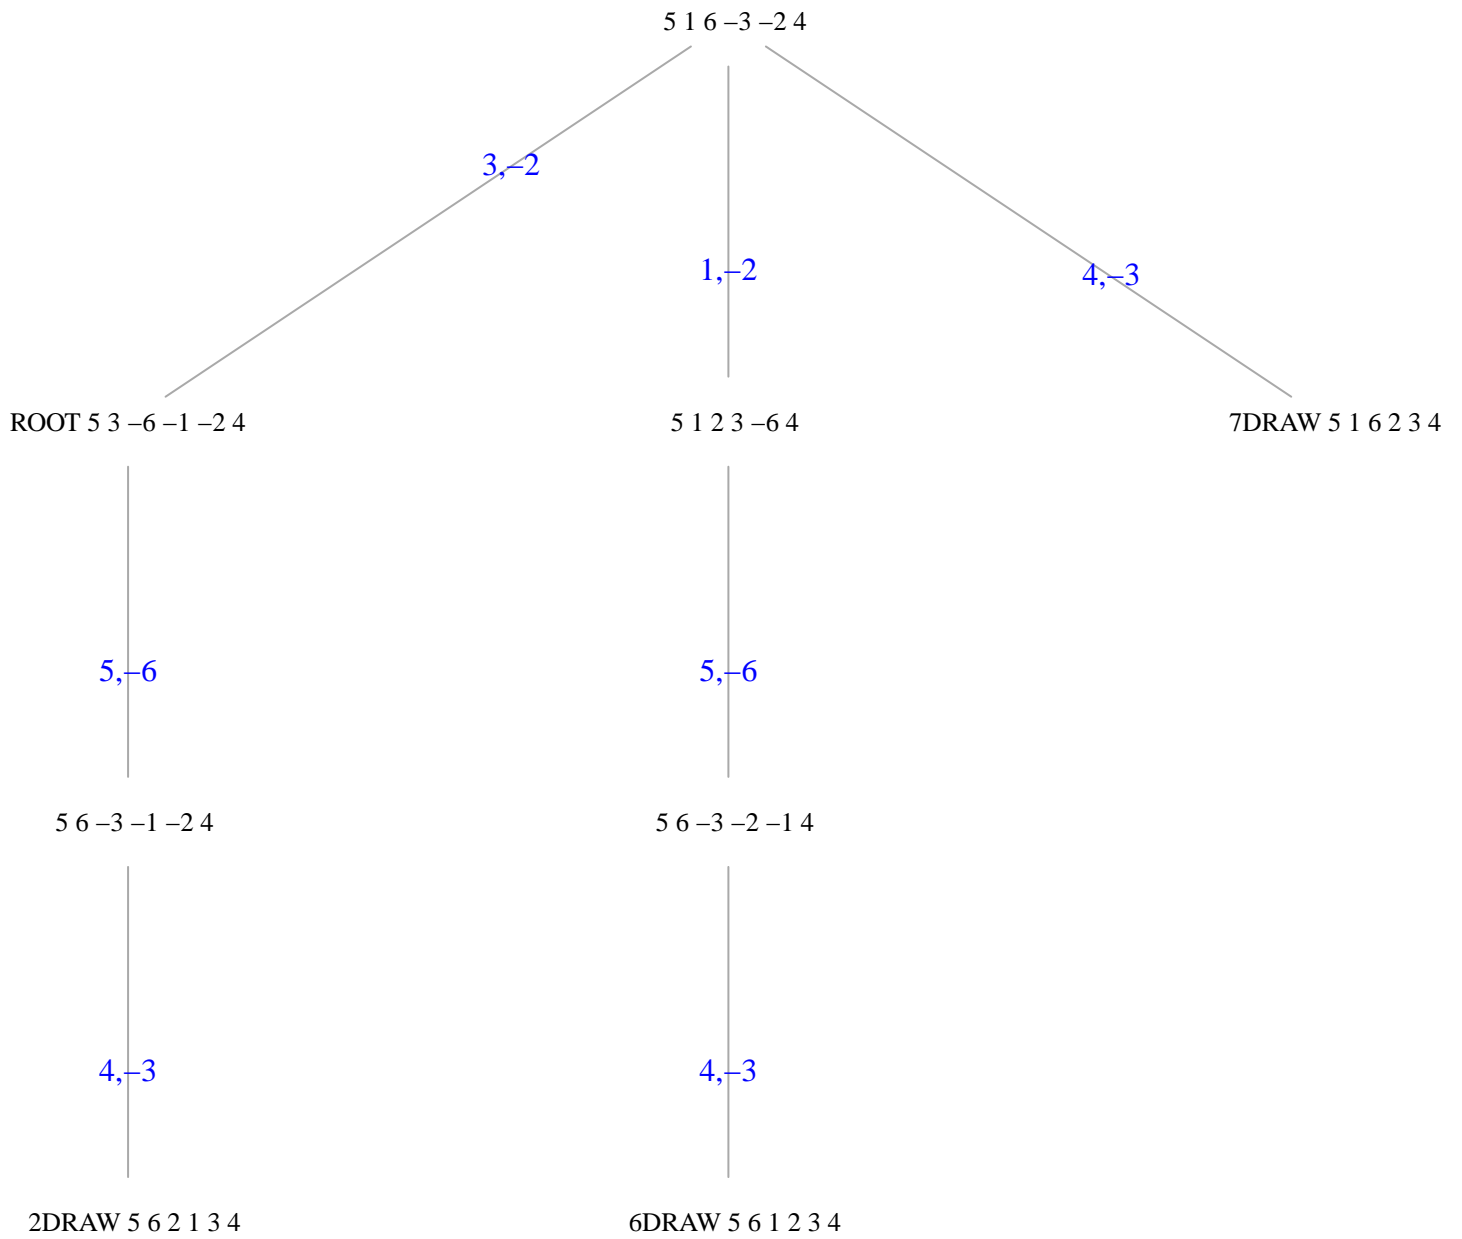 5 1 6 –3 –2 4
3,–2
1,–2
4,–3
ROOT 5 3 –6 –1 –2 4
5 1 2 3 –6 4
7DRAW 5 1 6 2 3 4
5,–6
5,–6
5 6 –3 –1 –2 4
5 6 –3 –2 –1 4
4,–3
4,–3
2DRAW 5 6 2 1 3 4
6DRAW 5 6 1 2 3 4